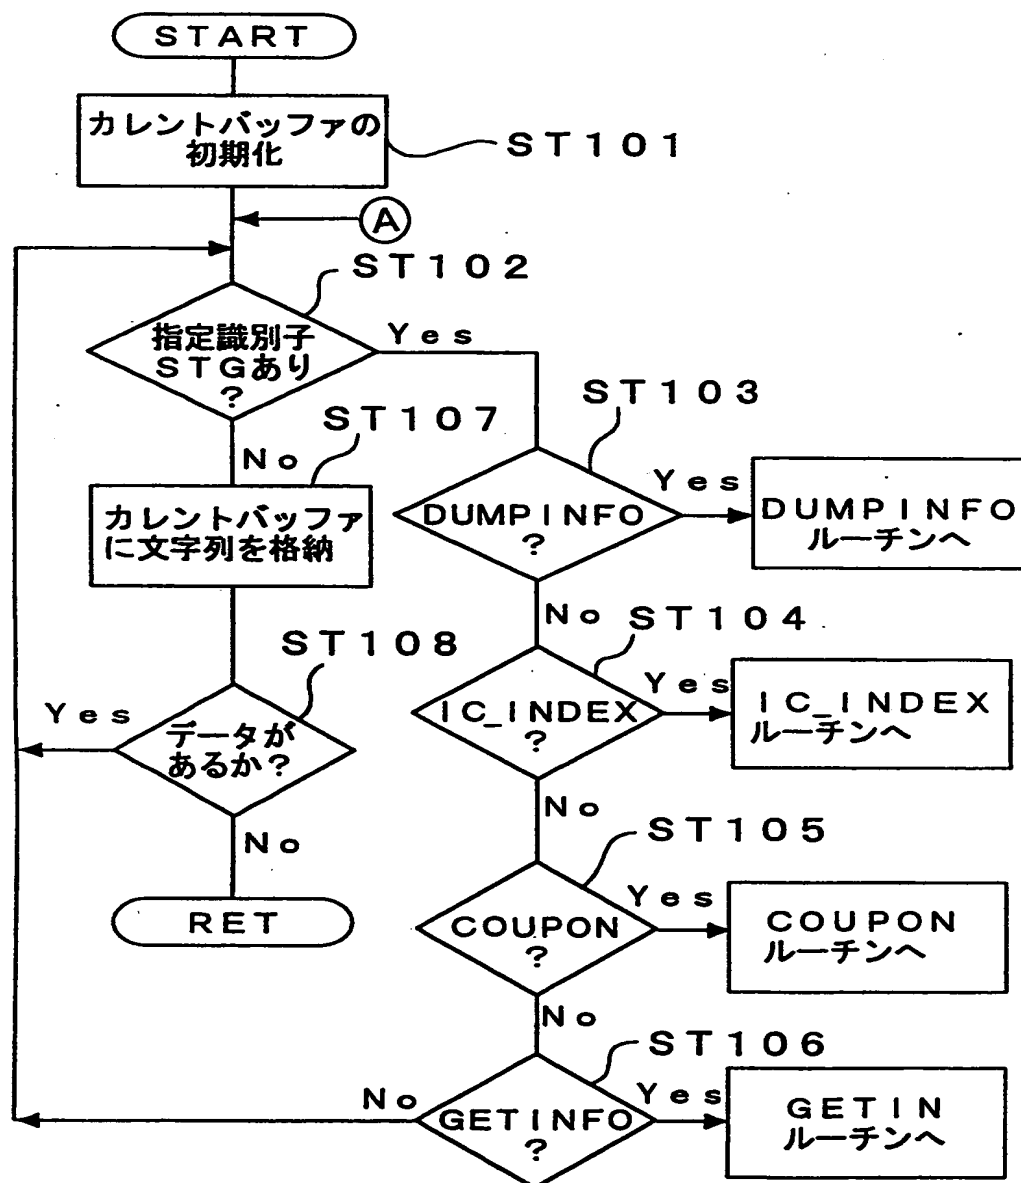 START
カレントバッファの
初期化
ST101
A
ST102
指定識別子
STGあり
?
Yes
ST103
ST107
No
DUMPINFO
?
Yes
DUMPINFO
ルーチンへ
カレントバッファ
に文字列を格納
No
ST104
ST108
IC_INDEX
?
Yes
IC_INDEX
ルーチンへ
Yes
データが
あるか?
No
No
ST105
RET
COUPON
?
Yes
COUPON
ルーチンへ
No
ST106
No
GETINFO
?
Yes
GETIN
ルーチンへ